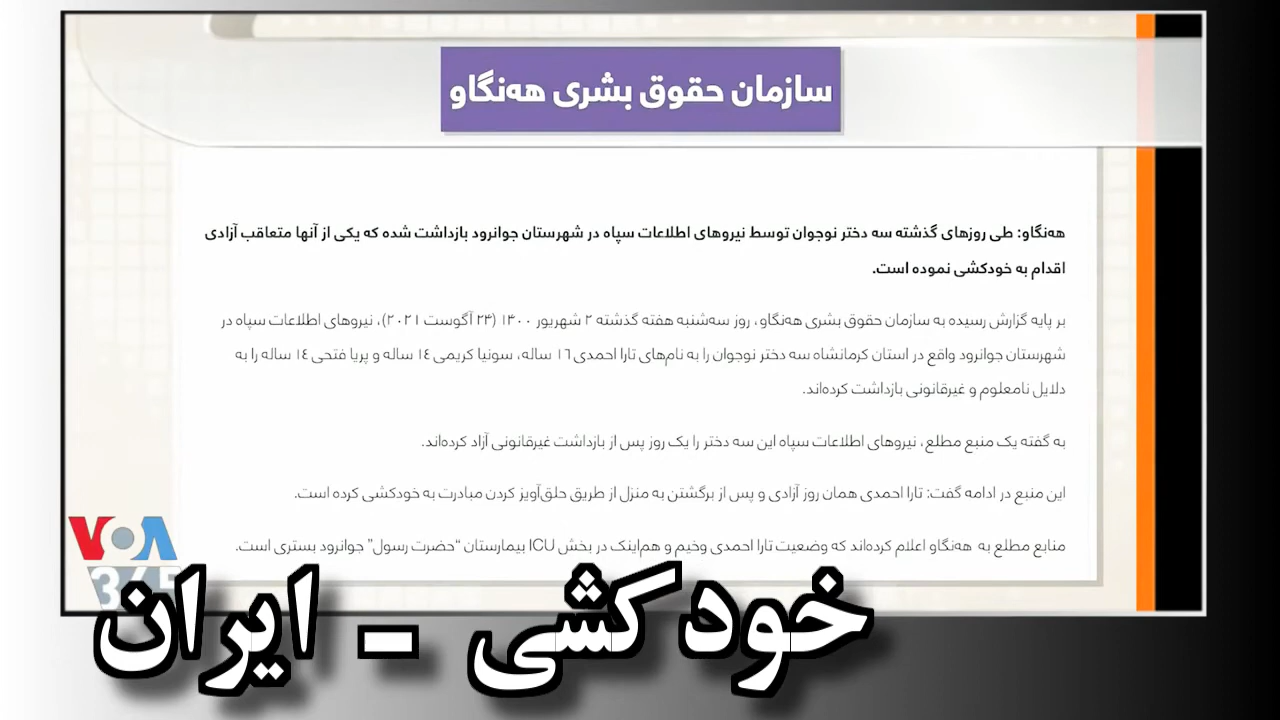 سازمان حقوق بشری هه‌نگاو
هه‌نگاو: طی روزهای گذشته سه دختر نوجوان توسط نیروهای اطلاعات سپاه در شهرستان جوانرود بازداشت شده که یکی از آنها متعاقب آزادی
اقدام به خودکشی نموده است.
بر پایه گزارش رسیده به سازمان حقوق بشری هه‌نگاو، روز سه‌شنبه هفته گذشته ۲ شهریور ۱۴۰۰ (۲۴ آگوست ۲۰۲۱)، نیروهای اطلاعات سپاه در
شهرستان جوانرود واقع در استان کرمانشاه سه دختر نوجوان را به نام‌های تارا احمدی ١٦ ساله، سونیا کریمی ١٤ ساله و پریا فتحی ١٤ ساله را به
دلایل نامعلوم و غیرقانونی بازداشت کرده‌اند.
به گفته یک منبع مطلع، نیروهای اطلاعات سپاه این سه دختر را یک روز پس از بازداشت غیرقانونی آزاد کرده‌اند.
این منبع در ادامه گفت: تارا احمدی همان روز آزادی و پس از برگشتن به منزل از طریق حلق‌آویز کردن مبادرت به خودکشی کرده است.
منابع مطلع به هه‌نگاو اعلام کرده‌اند که وضعیت تارا احمدی وخیم و هم‌اینک در بخش ICU بیمارستان “حضرت رسول” جوانرود بستری است.
VOA
365
خودکشی - ایران